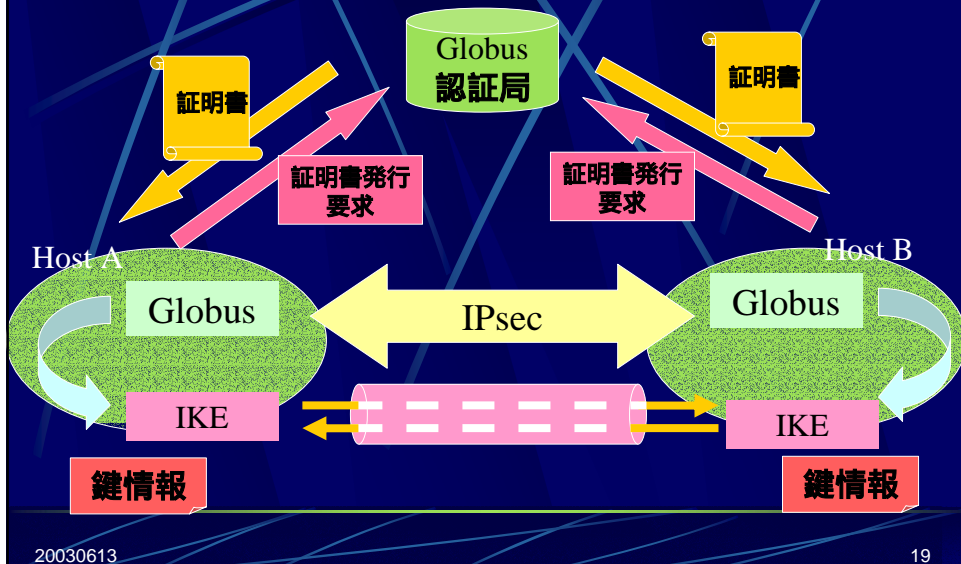 Globus
認証局
証明書
証明書
証明書発行
要求
証明書発行
要求
Host A
Host B
Globus
IPsec
Globus
IKE
IKE
鍵情報
鍵情報
20030613
19